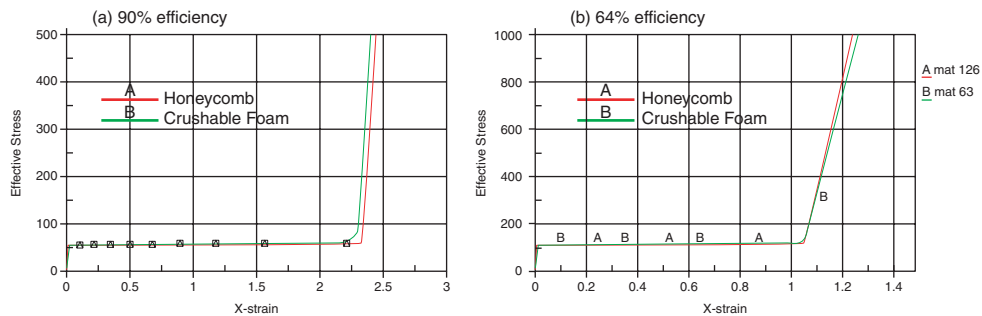 (a) 90% efficiency
500
400
300
200
100
0
Effective Stress
A
Honeycomb
B
Crushable Foam
A B A B A B A B A B A B A B A B A B
0 0.5 1 1.5 2 2.5 3
X-strain
(b) 64% efficiency
1000
800
600
400
200
0
Effective Stress
A
Honeycomb
B
Crushable Foam
B A B A B A B
0 0.2 0.4 0.6 0.8 1.0 1.2 1.4
X-strain
A mat 126
B mat 63